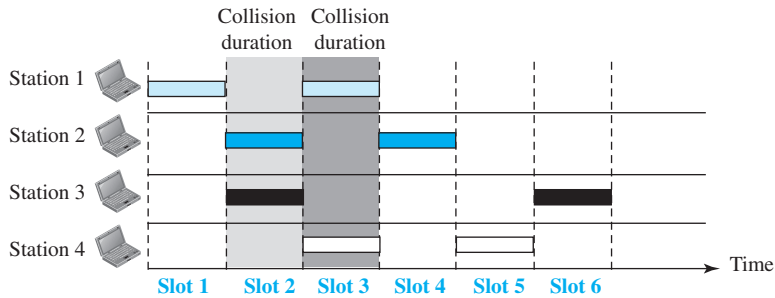 Collision Collision
duration duration
Station 1
Station 2
Station 3
Station 4
Time
Slot 1 Slot 2 Slot 3 Slot 4 Slot 5 Slot 6